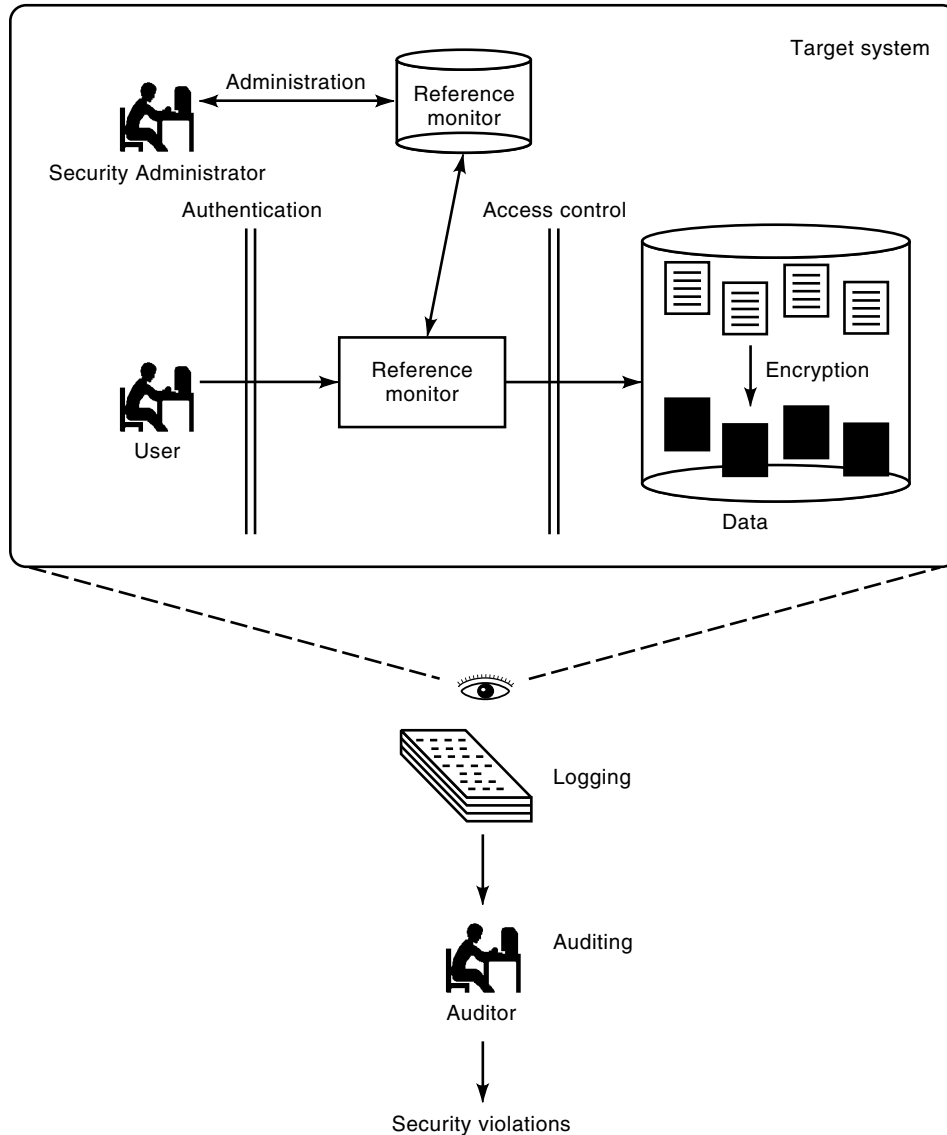 Target system
Administration
Reference
monitor
Security Administrator
Authentication
Access control
Reference
monitor
Encryption
User
Data
Logging
Auditing
Auditor
Security violations